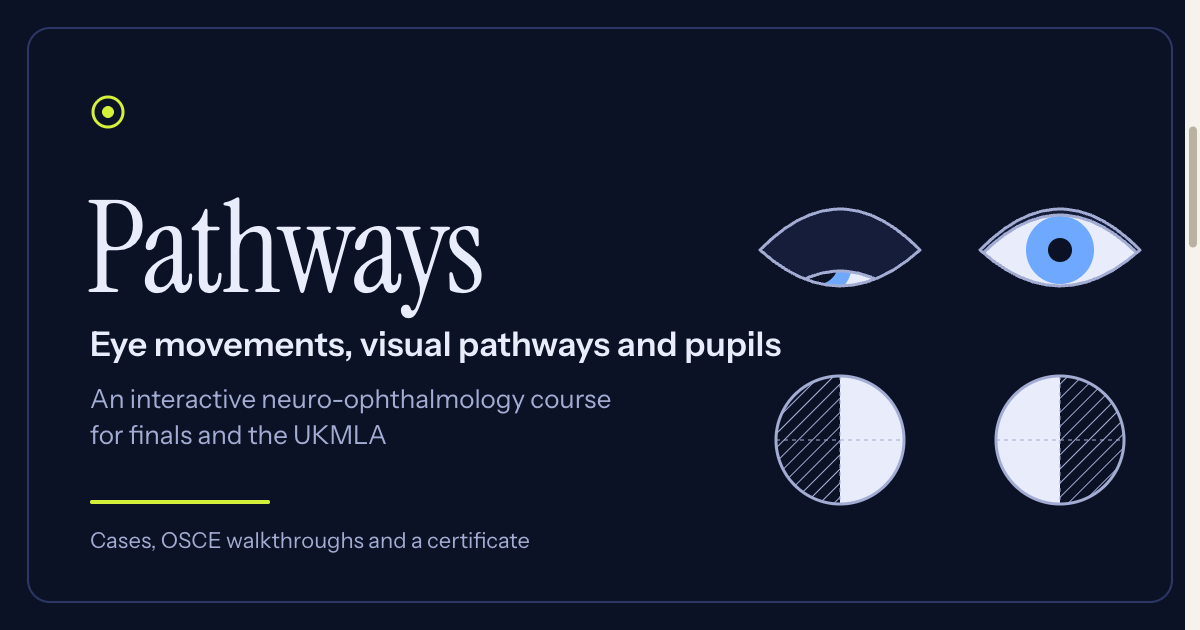 Pathways
Eye movements, visual pathways and pupils
An interactive neuro-ophthalmology course
for finals and the UKMLA
Cases, OSCE walkthroughs and a certificate